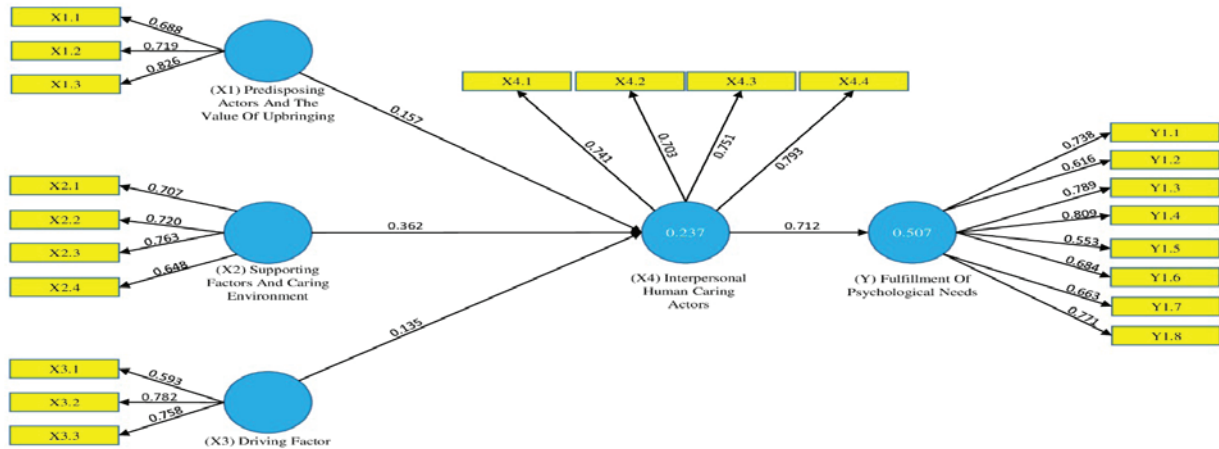 X1.1
X1.2
X1.3
0.688
0.719
0.826
(X1) Predisposing
Actors And The
Value Of Upbringing
0.157
X2.1
X2.2
X2.3
X2.4
0.707
0.720
0.763
0.648
(X2) Supporting
Factors And Caring
Environment
0.362
X3.1
X3.2
X3.3
0.593
0.782
0.758
(X3) Driving Factor
0.135
X4.1
X4.2
X4.3
X4.4
0.741
0.703
0.751
0.793
0.237
(X4) Interpersonal
Human Caring
Actors
0.712
0.507
(Y) Fulfillment Of
Psychological Needs
0.738
0.616
0.789
0.809
0.553
0.684
0.663
0.771
Y1.1
Y1.2
Y1.3
Y1.4
Y1.5
Y1.6
Y1.7
Y1.8